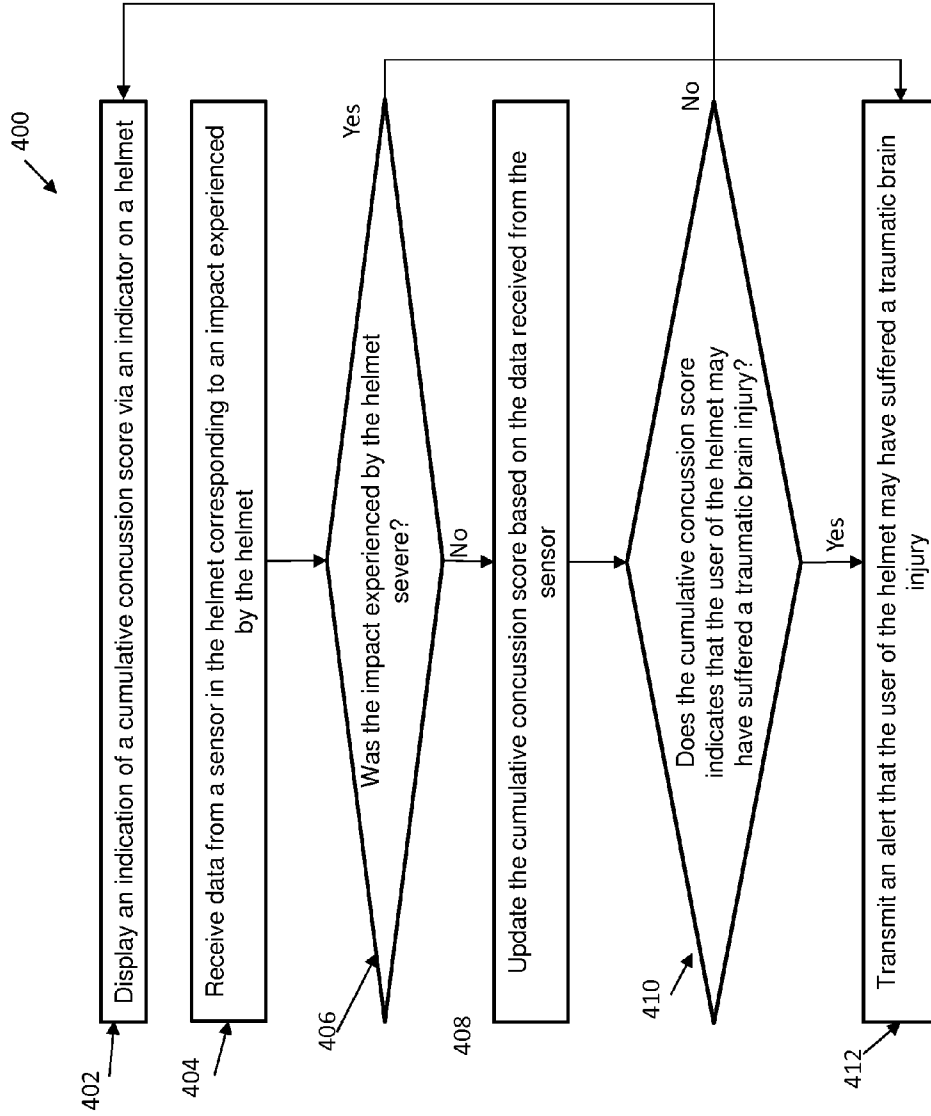 400
402
Display an indication of a cumulative concussion score via an indicator on a helmet
404
Receive data from a sensor in the helmet corresponding to an impact experienced
by the helmet
406
Was the impact experienced by the helmet
severe?
Yes
No
408
Update the cumulative concussion score based on the data received from the
sensor
410
Does the cumulative concussion score
indicates that the user of the helmet may
have suffered a traumatic brain injury?
No
Yes
412
Transmit an alert that the user of the helmet may have suffered a traumatic brain
injury